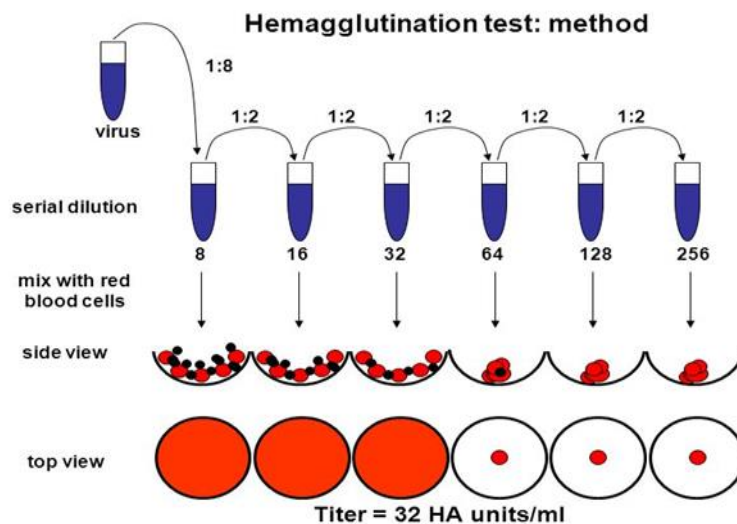 Hemagglutination test: method
1:8
virus
1:2 1:2 1:2 1:2 1:2
serial dilution
8 16 32 64 128 256
mix with red
blood cells
side view
top view
Titer = 32 HA units/ml